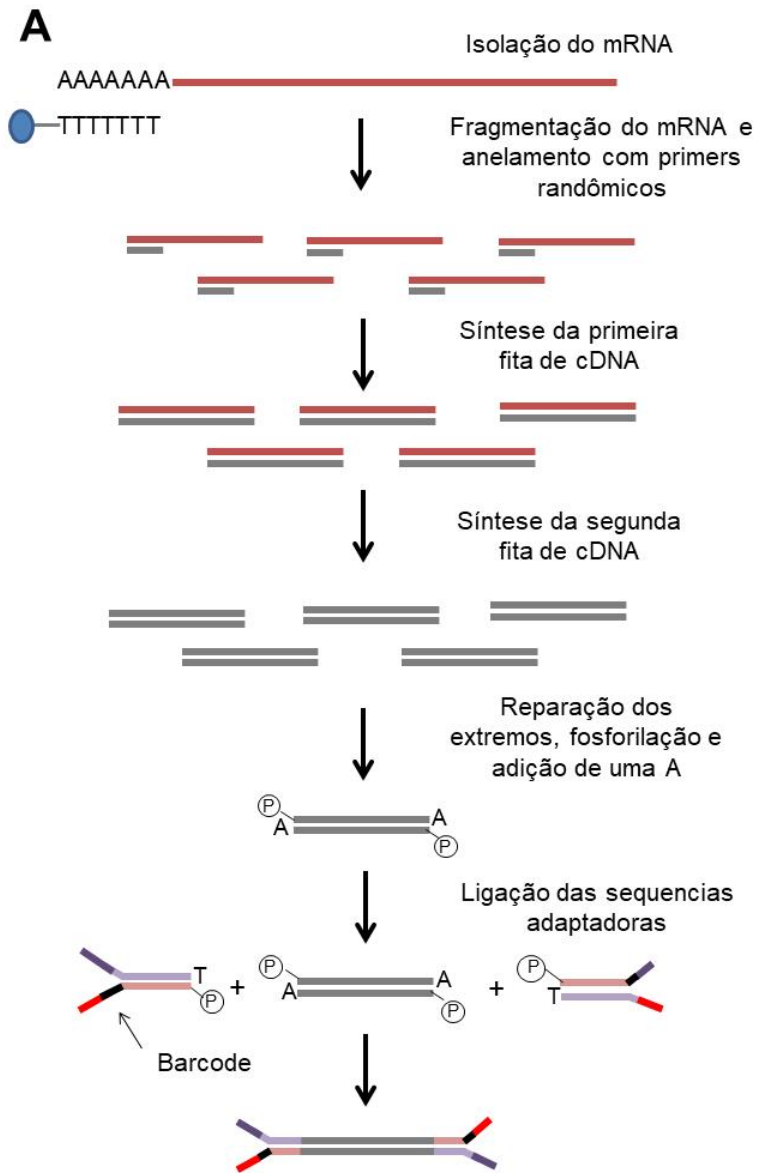 A
Isolação do mRNA
AAAAAAA
TTTTTTT
Fragmentação do mRNA e
anelamento com primers
randômicos
Síntese da primeira
fita de cDNA
Síntese da segunda
fita de cDNA
Reparação dos
extremos, fosforilação e
adição de uma A
P
A
A
P
Ligação das sequencias
adaptadoras
T
P
+
P
A
A
P
+
P
T
Barcode